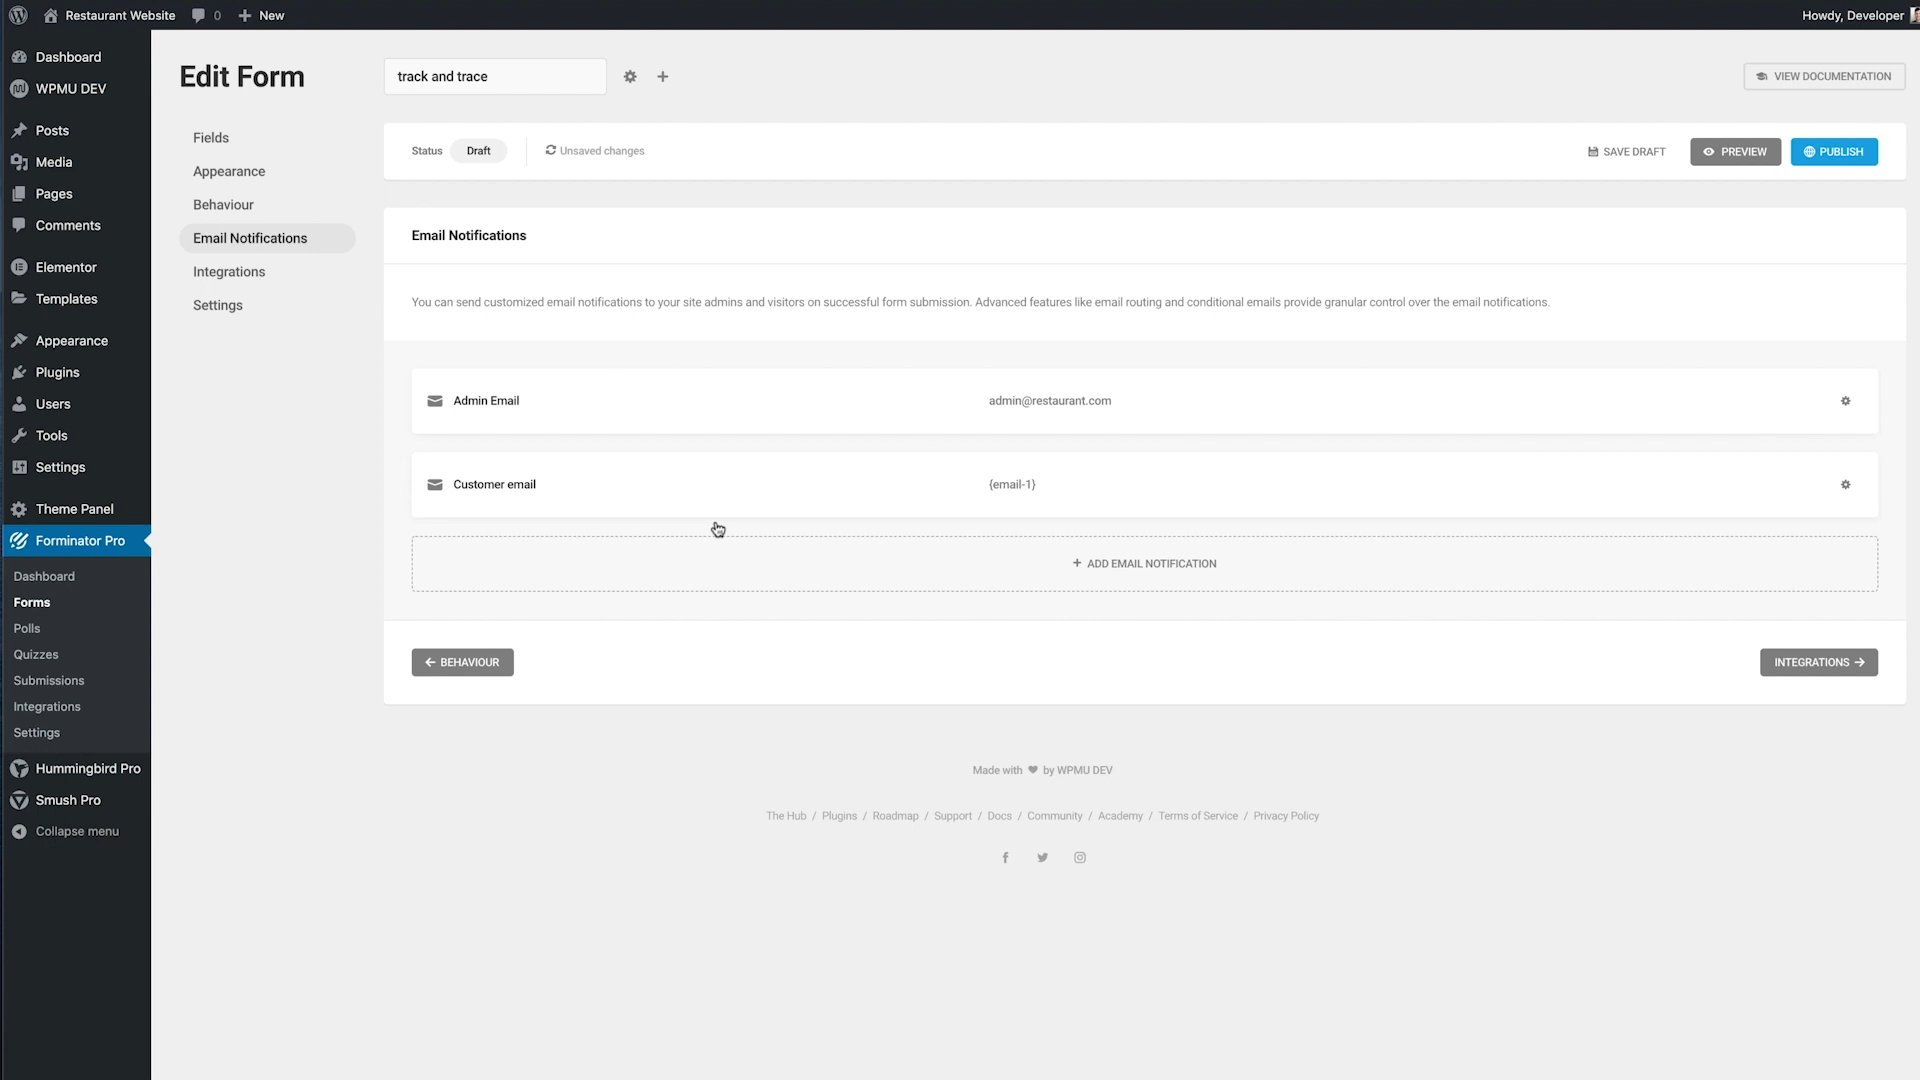 Restaurant Website 0 New Howdy, Developer
Dashboard
WPMU DEV
Posts
Media
Pages
Comments
Elementor
Templates
Appearance
Plugins
Users
Tools
Settings
Theme Panel
Forminator Pro
Dashboard
Forms
Polls
Quizzes
Submissions
Integrations
Settings
Hummingbird Pro
Smush Pro
Collapse menu
Edit Form
track and trace
VIEW DOCUMENTATION
Fields
Appearance
Behaviour
Email Notifications
Integrations
Settings
Status Draft Unsaved changes SAVE DRAFT PREVIEW PUBLISH
Email Notifications
You can send customized email notifications to your site admins and visitors on successful form submission. Advanced features like email routing and conditional emails provide granular control over the email notifications.
Admin Email admin@restaurant.com
Customer email {email-1}
+ ADD EMAIL NOTIFICATION
← BEHAVIOUR INTEGRATIONS →
Made with ♥ by WPMU DEV
The Hub / Plugins / Roadmap / Support / Docs / Community / Academy / Terms of Service / Privacy Policy